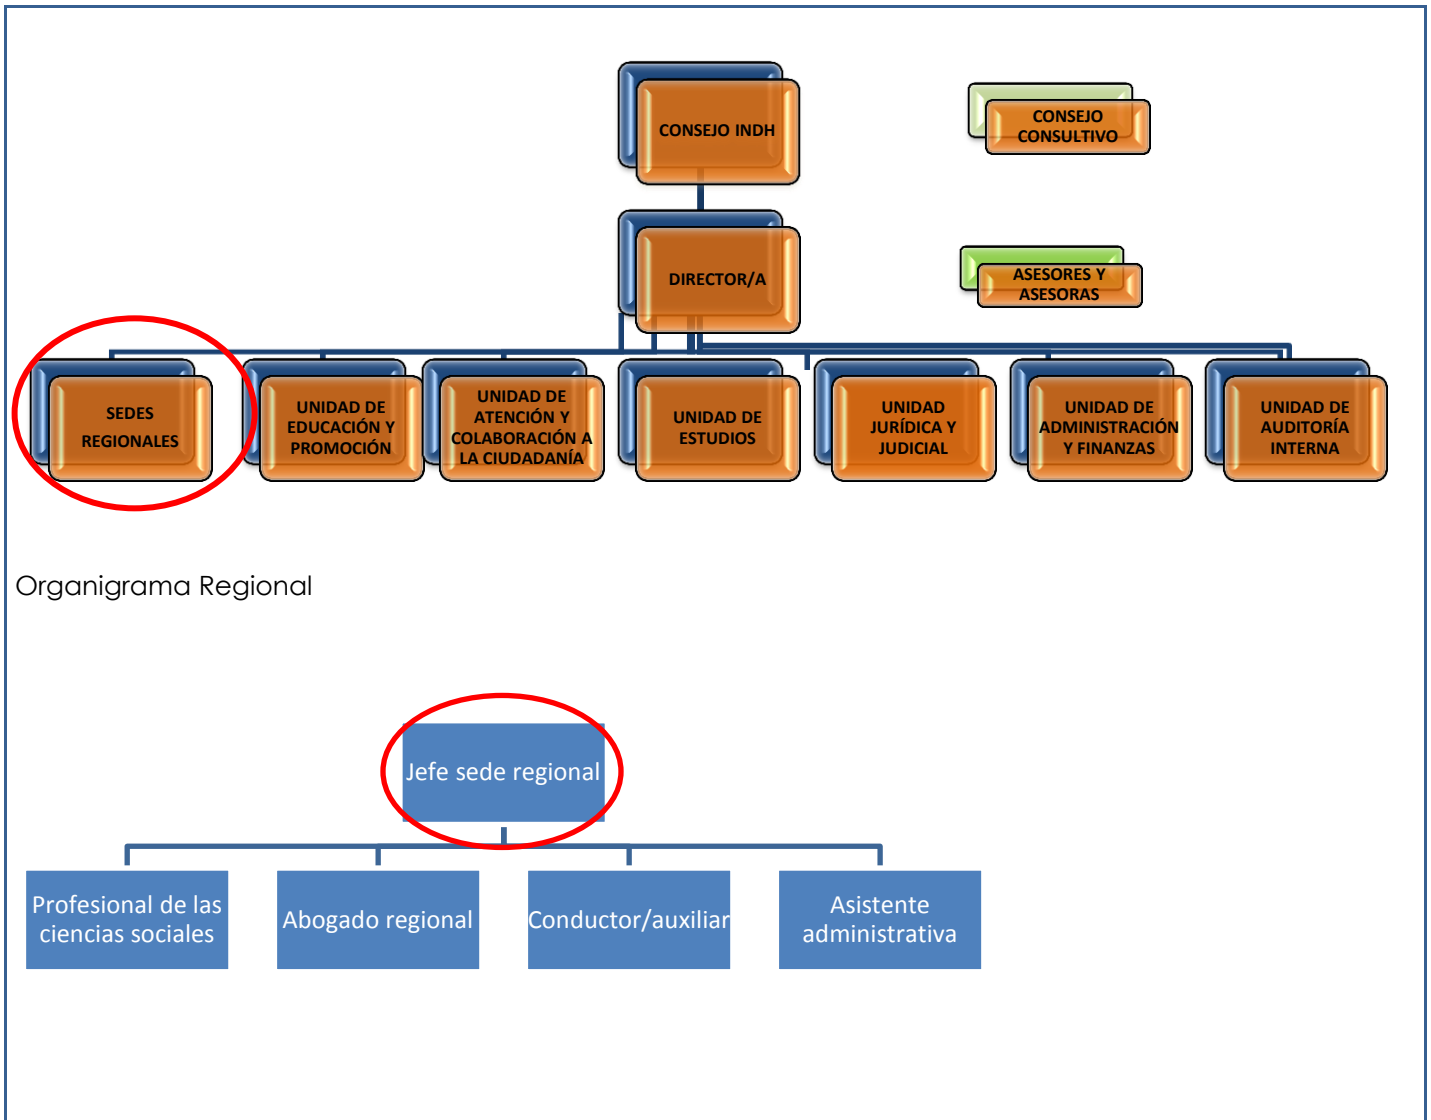 CONSEJO INDH
CONSEJO
CONSULTIVO
DIRECTOR/A
ASESORES Y
ASESORAS
SEDES
REGIONALES
UNIDAD DE
EDUCACIÓN Y
PROMOCIÓN
UNIDAD DE
ATENCIÓN Y
COLABORACIÓN A
LA CIUDADANÍA
UNIDAD DE
ESTUDIOS
UNIDAD
JURÍDICA Y
JUDICIAL
UNIDAD DE
ADMINISTRACIÓN
Y FINANZAS
UNIDAD DE
AUDITORÍA
INTERNA
Organigrama Regional
Jefe sede regional
Profesional de las
ciencias sociales
Abogado regional
Conductor/auxiliar
Asistente
administrativa